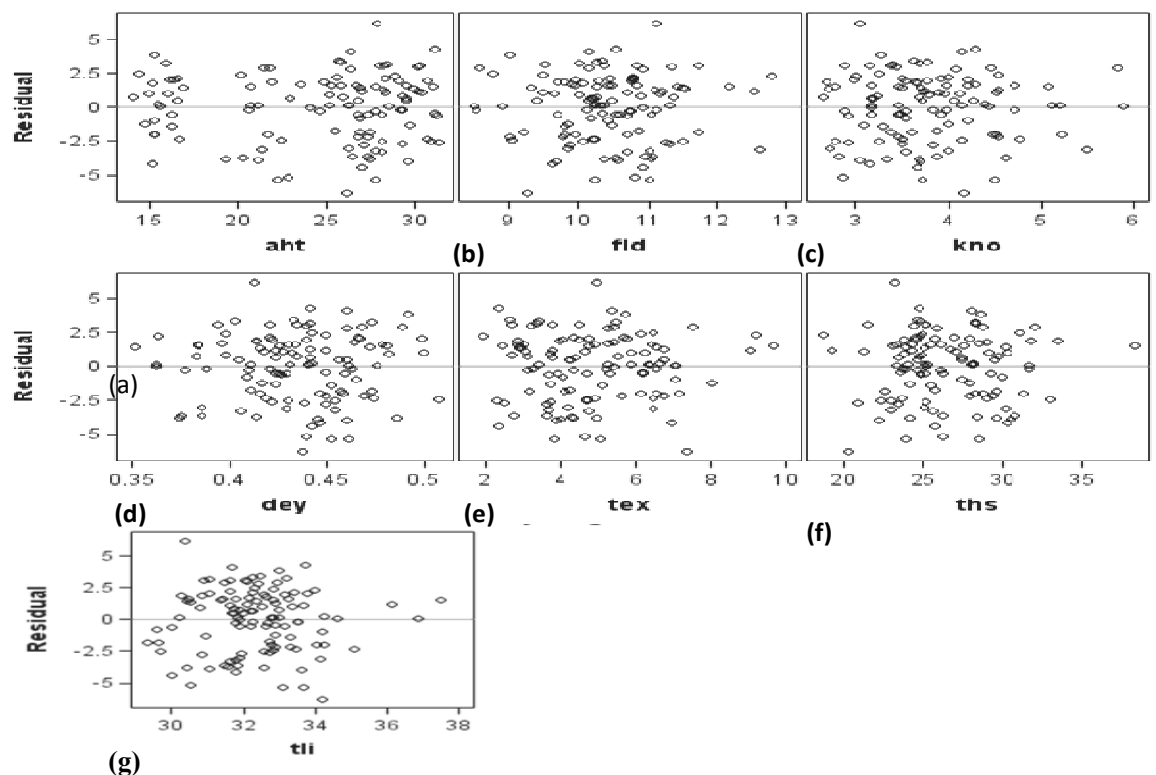 Residual
5
2.5
0
-2.5
-5
15 20 25 30
aht
9 10 11 12 13
(b) fld
3 4 5 6
(c) kno
Residual
5
2.5
0
-2.5
-5
(a)
0.35 0.4 0.45 0.5
(d) dey
2 4 6 8 10
(e) tex
20 25 30 35
(f) ths
Residual
5
2.5
0
-2.5
-5
30 32 34 36 38
tli
(g)